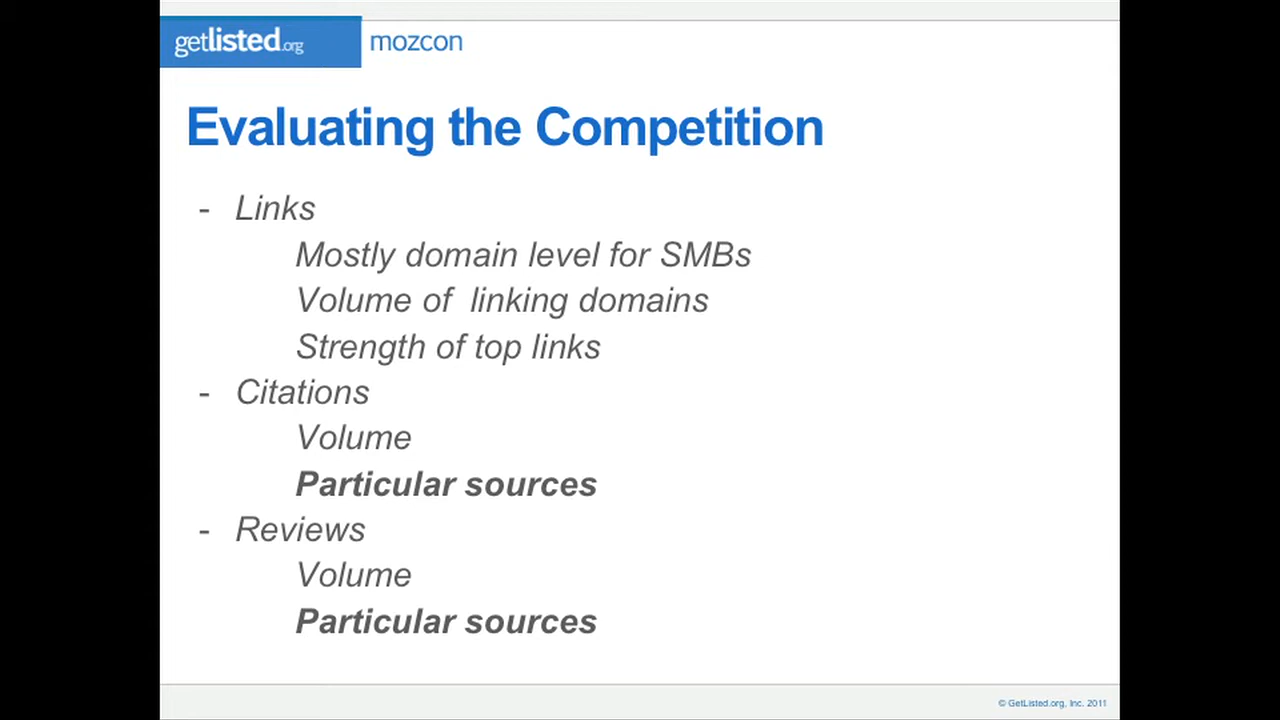 getlisted.org mozcon
Evaluating the Competition
- Links
Mostly domain level for SMBs
Volume of linking domains
Strength of top links
- Citations
Volume
Particular sources
- Reviews
Volume
Particular sources
© GetListed.org, Inc. 2011